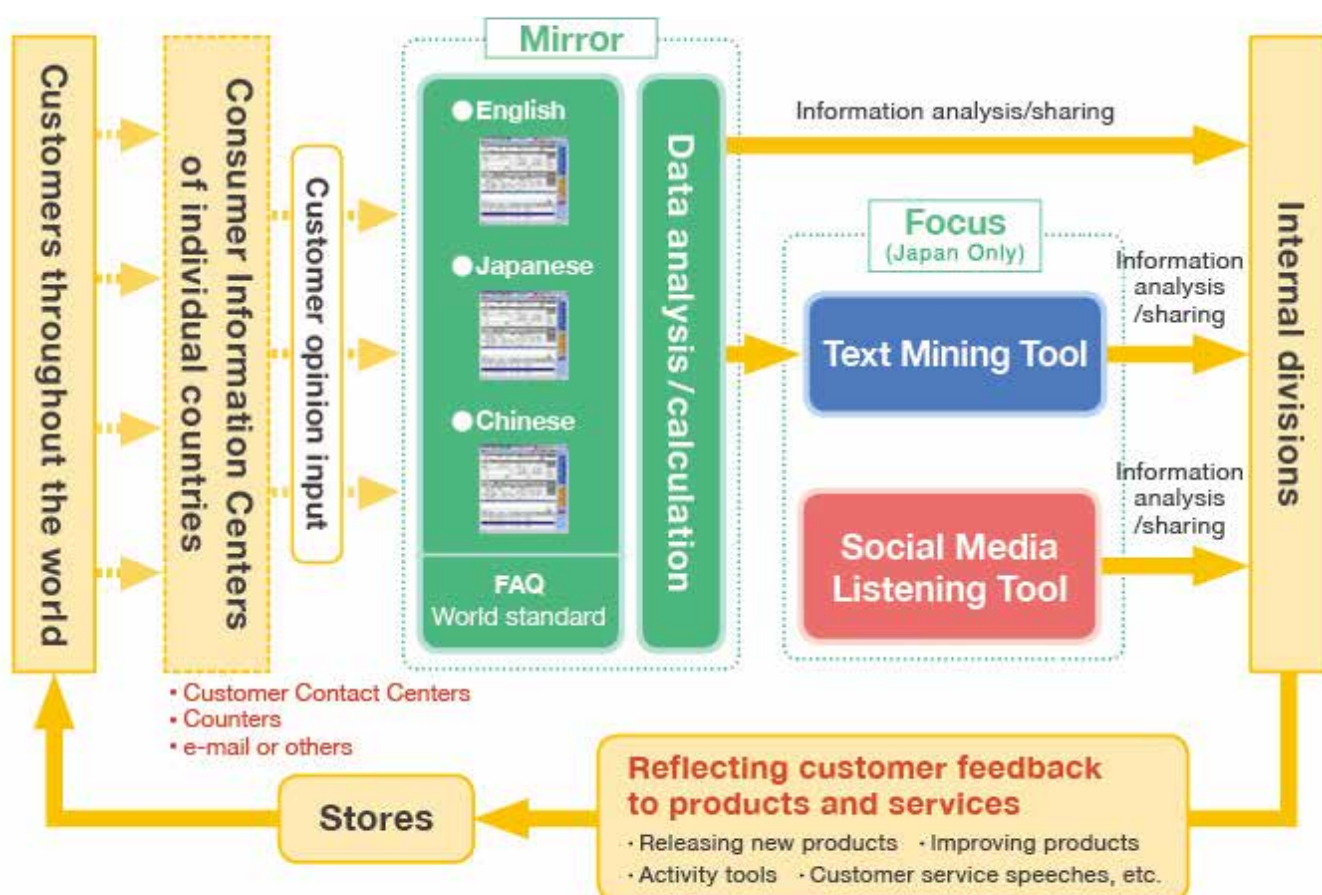 Customers throughout the world
Consumer Information Centers
of individual countries
• Customer Contact Centers
• Counters
• e-mail or others
Customer opinion input
Mirror
●English
●Japanese
●Chinese
FAQ
World standard
Data analysis/calculation
Information analysis/sharing
Focus
(Japan Only)
Text Mining Tool
Information
analysis
/sharing
Social Media
Listening Tool
Information
analysis
/sharing
Internal divisions
Reflecting customer feedback
to products and services
・Releasing new products ・Improving products
・Activity tools ・Customer service speeches, etc.
Stores